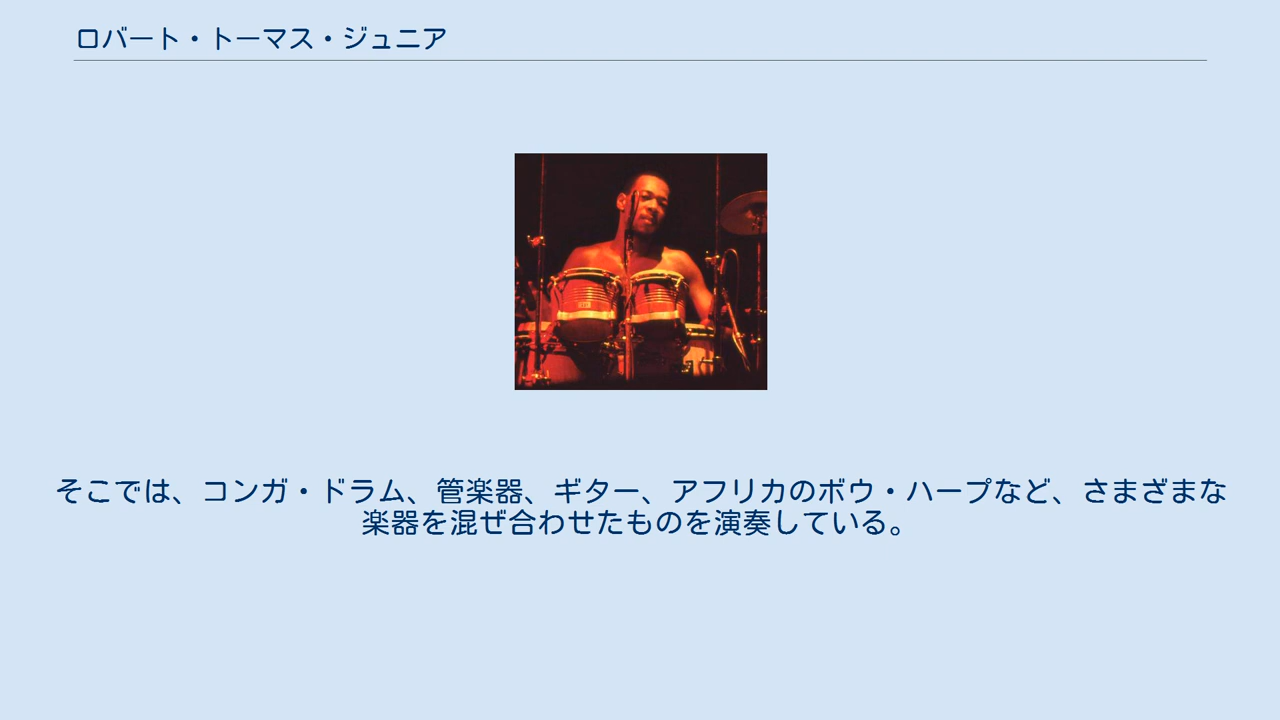 ロバート・トーマス・ジュニア
そこでは、コンガ・ドラム、管楽器、ギター、アフリカのボウ・ハープなど、さまざまな
楽器を混ぜ合わせたものを演奏している。